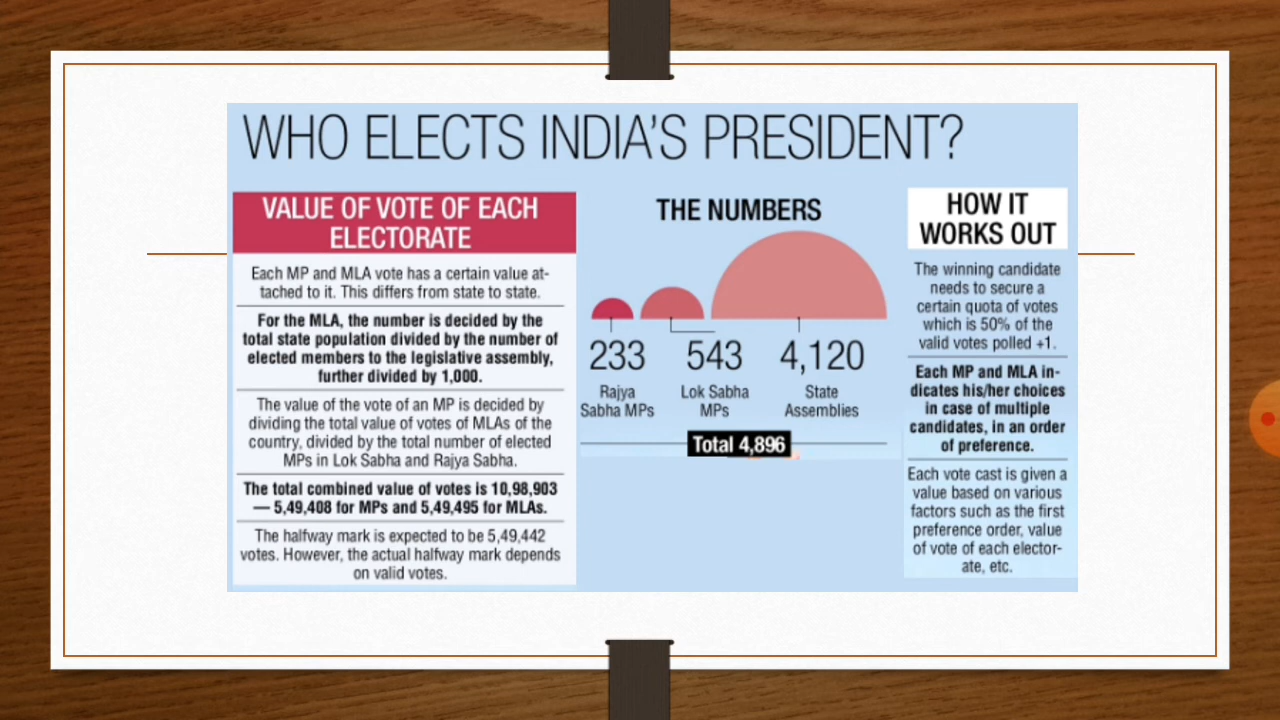 WHO ELECTS INDIA'S PRESIDENT?
VALUE OF VOTE OF EACH
ELECTORATE
Each MP and MLA vote has a certain value at-
tached to it. This differs from state to state.
For the MLA, the number is decided by the
total state population divided by the number of
elected members to the legislative assembly,
further divided by 1,000.
The value of the vote of an MP is decided by
dividing the total value of votes of MLAs of the
country, divided by the total number of elected
MPs in Lok Sabha and Rajya Sabha.
The total combined value of votes is 10,98,903
— 5,49,408 for MPs and 5,49,495 for MLAs.
The halfway mark is expected to be 5,49,442
votes. However, the actual halfway mark depends
on valid votes.
THE NUMBERS
233
Rajya
Sabha MPs
543
Lok Sabha
MPs
4,120
State
Assemblies
Total 4,896
HOW IT
WORKS OUT
The winning candidate
needs to secure a
certain quota of votes
which is 50% of the
valid votes polled +1.
Each MP and MLA in-
dicates his/her choices
in case of multiple
candidates, in an order
of preference.
Each vote cast is given a
value based on various
factors such as the first
preference order, value
of vote of each elector-
ate, etc.